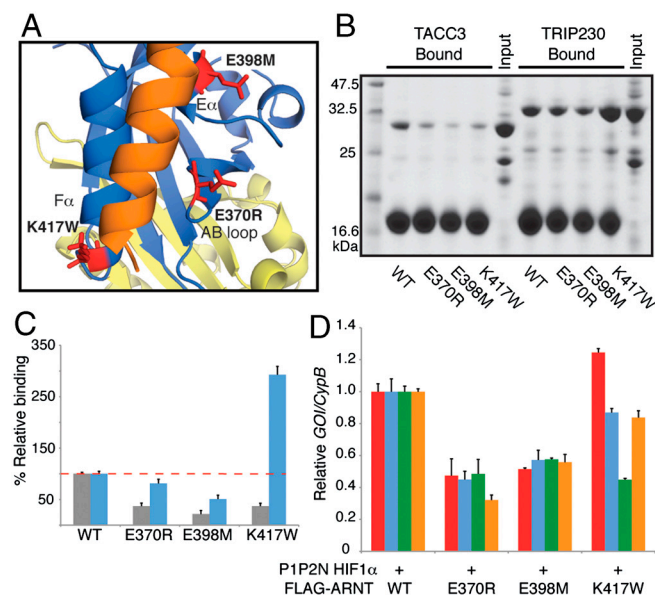 A
E398M
Eα
Fα
E370R
K417W
AB loop
B
TACC3
Bound
Input
TRIP230
Bound
Input
47.5
32.5
25
16.6
kDa
WT
E370R
E398M
K417W
WT
E370R
E398M
K417W
C
% Relative binding
350
250
150
50
WT
E370R
E398M
K417W
D
Relative GOI/CypB
1.4
1.2
1.0
0.8
0.6
0.4
0.2
0
P1P2N HIF1α + + + +
FLAG-ARNT WT E370R E398M K417W